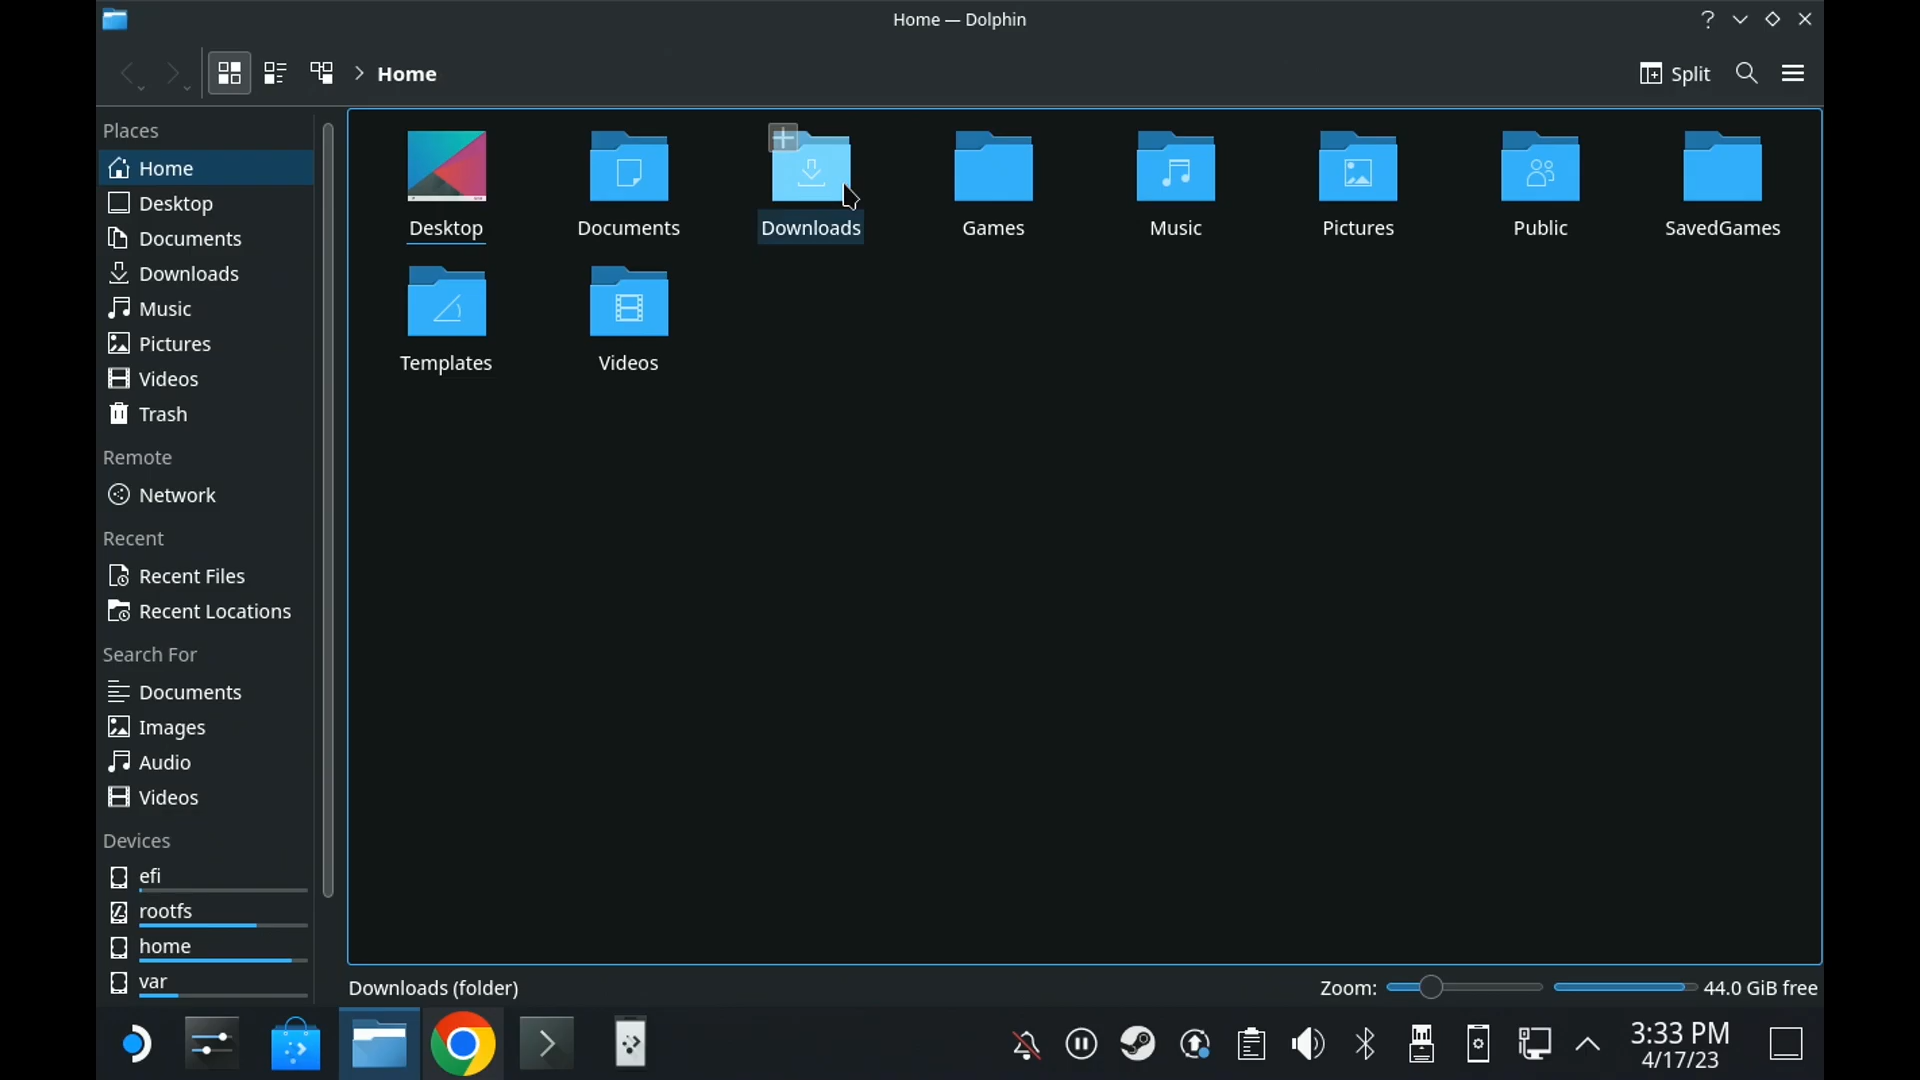 Home — Dolphin
Home
Split
Places
Home
Desktop
Documents
Downloads
Music
Pictures
Videos
Trash
Remote
Network
Recent
Recent Files
Recent Locations
Search For
Documents
Images
Audio
Videos
Devices
efi
rootfs
home
var
Desktop
Documents
Downloads
Games
Music
Pictures
Public
SavedGames
Templates
Videos
Downloads (folder)
Zoom:
44.0 GiB free
3:33 PM
4/17/23